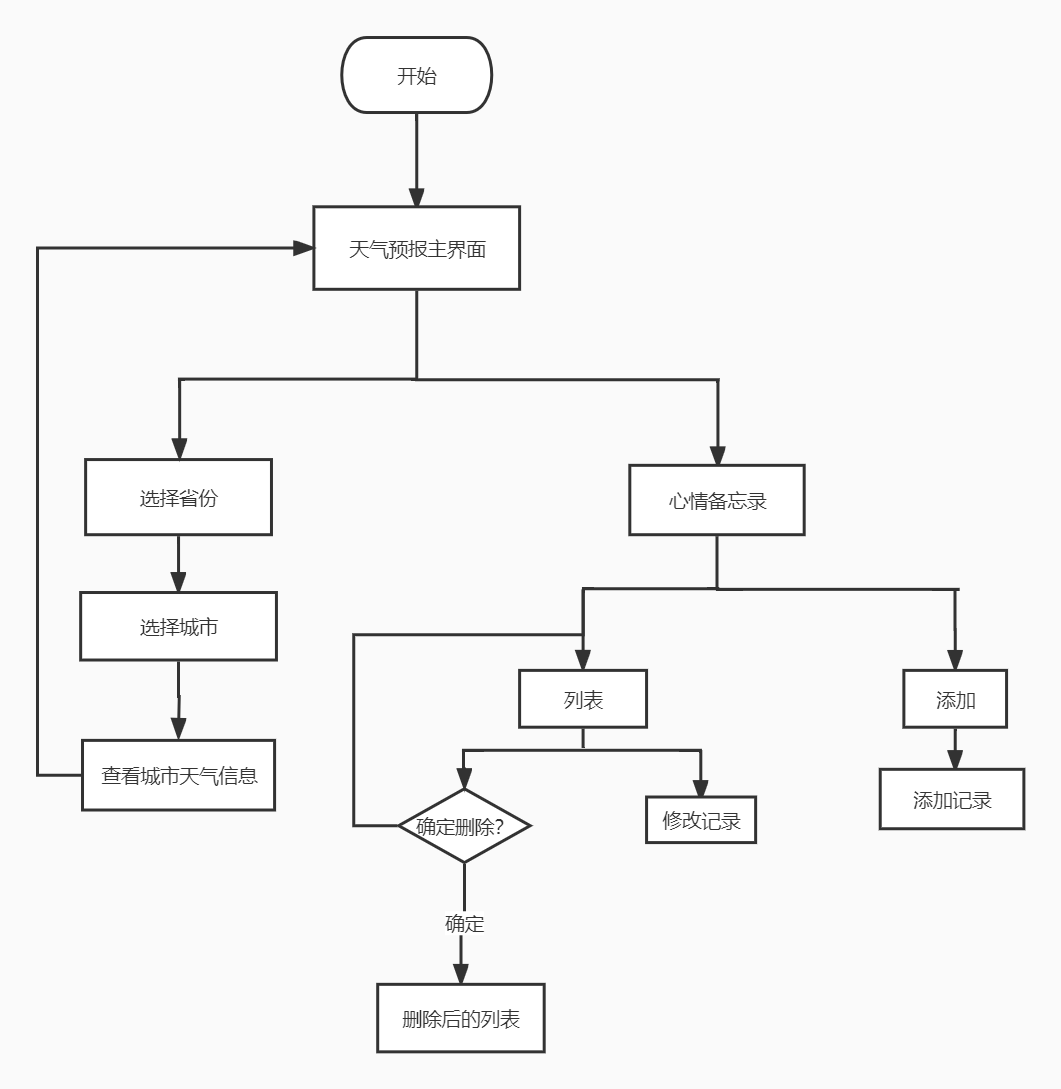 开始
天气预报主界面
选择省份
心情备忘录
选择城市
列表
添加
查看城市天气信息
添加记录
确定删除？
修改记录
确定
删除后的列表